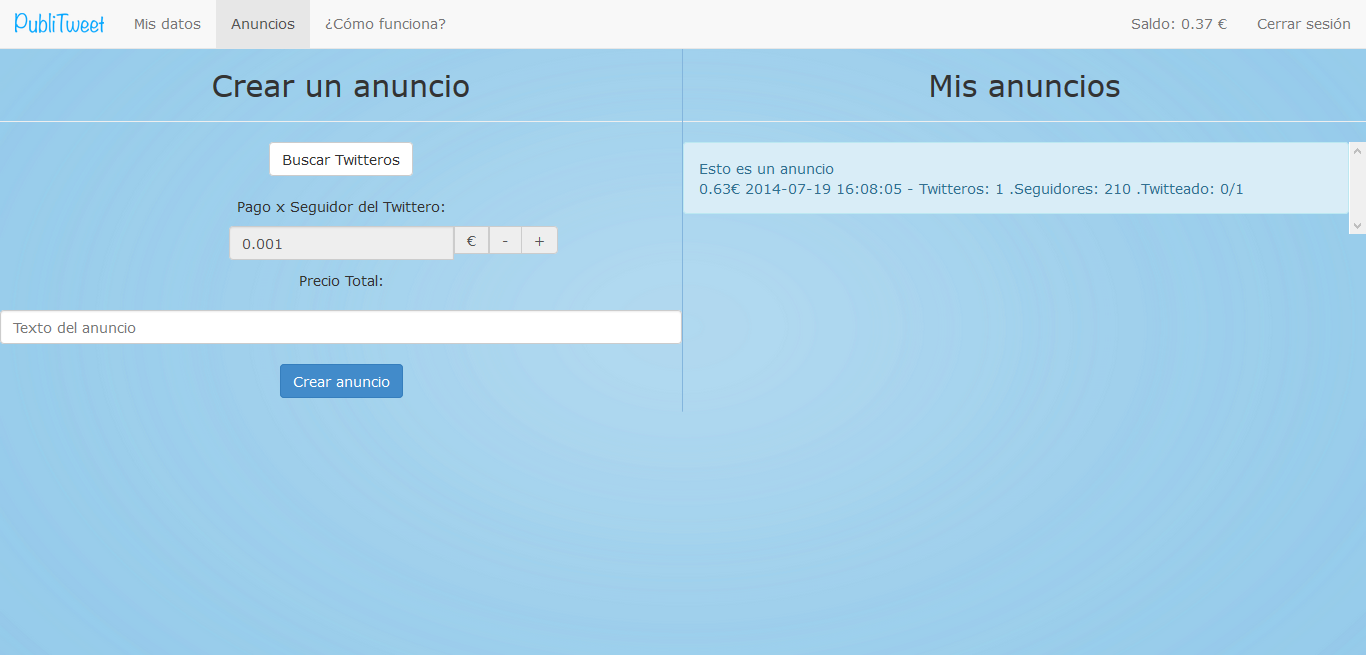 PubliTweet Mis datos Anuncios ¿Cómo funciona? Saldo: 0.37 € Cerrar sesión
Crear un anuncio
Buscar Twitteros
Pago x Seguidor del Twittero:
0.001 € - +
Precio Total:
Texto del anuncio
Crear anuncio
Mis anuncios
Esto es un anuncio
0.63€ 2014-07-19 16:08:05 - Twitteros: 1 .Seguidores: 210 .Twitteado: 0/1